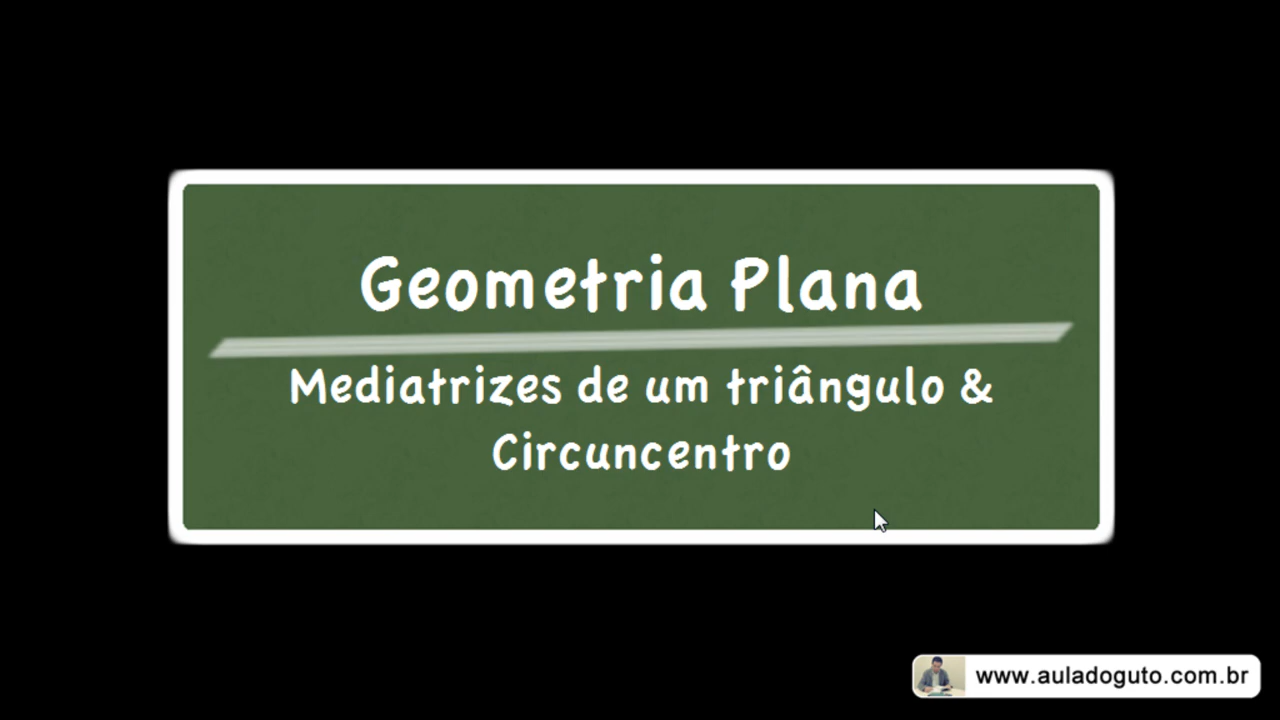 Geometria Plana
Mediatrizes de um triângulo &
Circuncentro
www.auladoguto.com.br